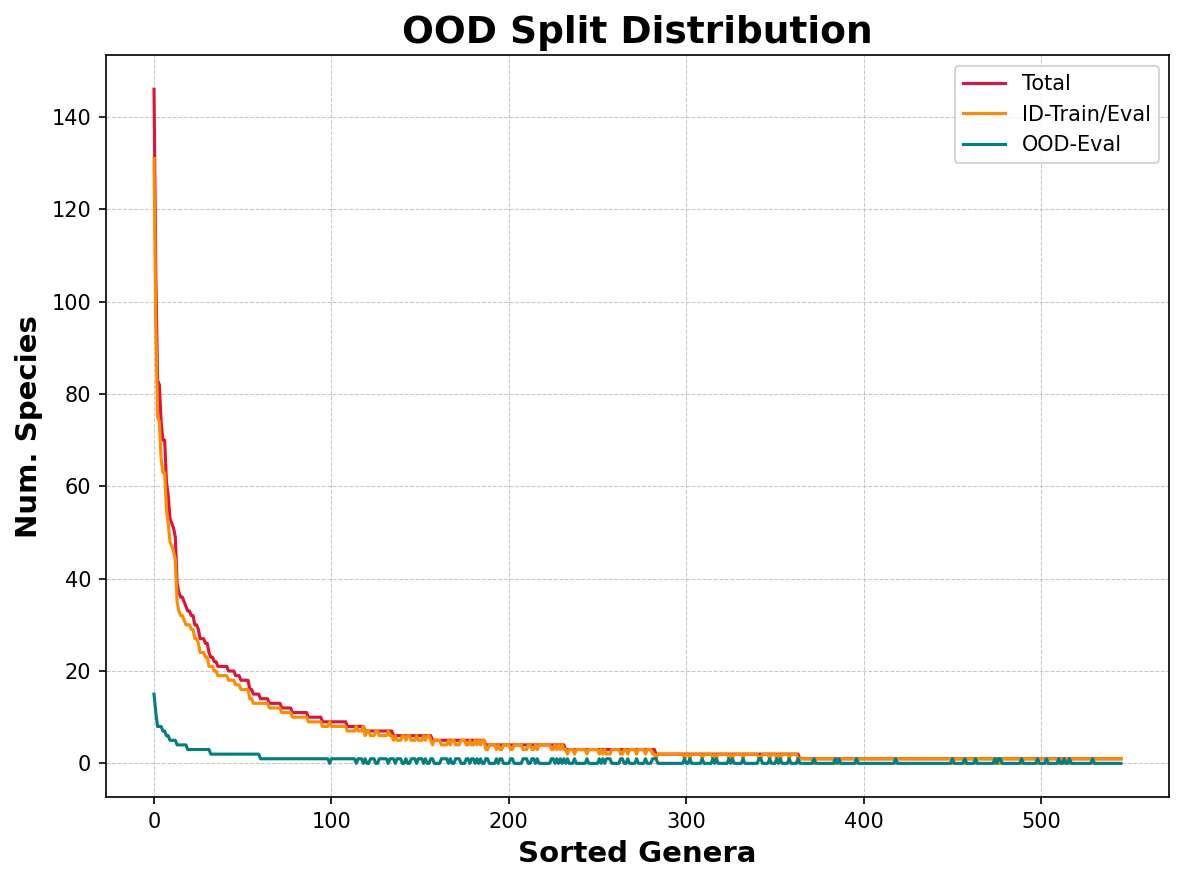 OOD Split Distribution
Total
ID-Train/Eval
OOD-Eval
Num. Species
140
120
100
80
60
40
20
0
0 100 200 300 400 500
Sorted Genera